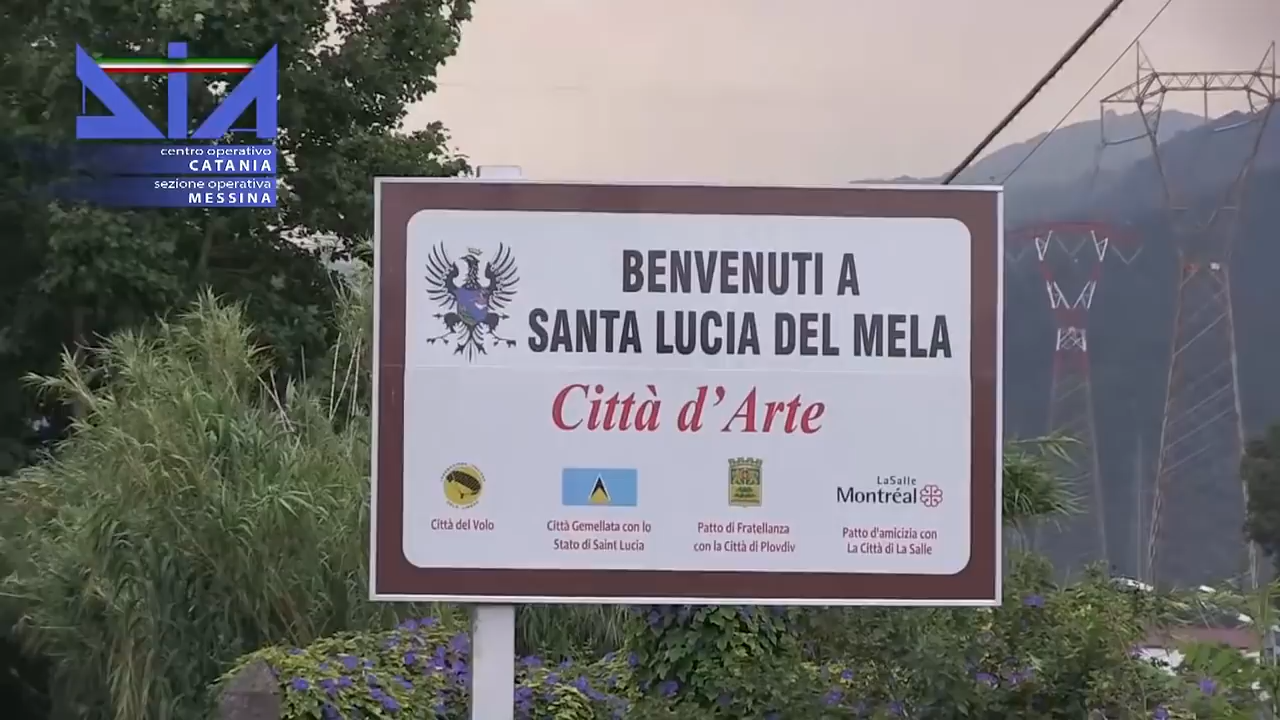 DIA
centro operativo
CATANIA
sezione operativa
MESSINA
BENVENUTI A
SANTA LUCIA DEL MELA
Città d'Arte
Città del Volo
Città Gemellata con lo
Stato di Saint Lucia
Patto di Fratellanza
con la Città di Plovdiv
LaSalle
Montréal
Patto d'amicizia con
La Città di La Salle